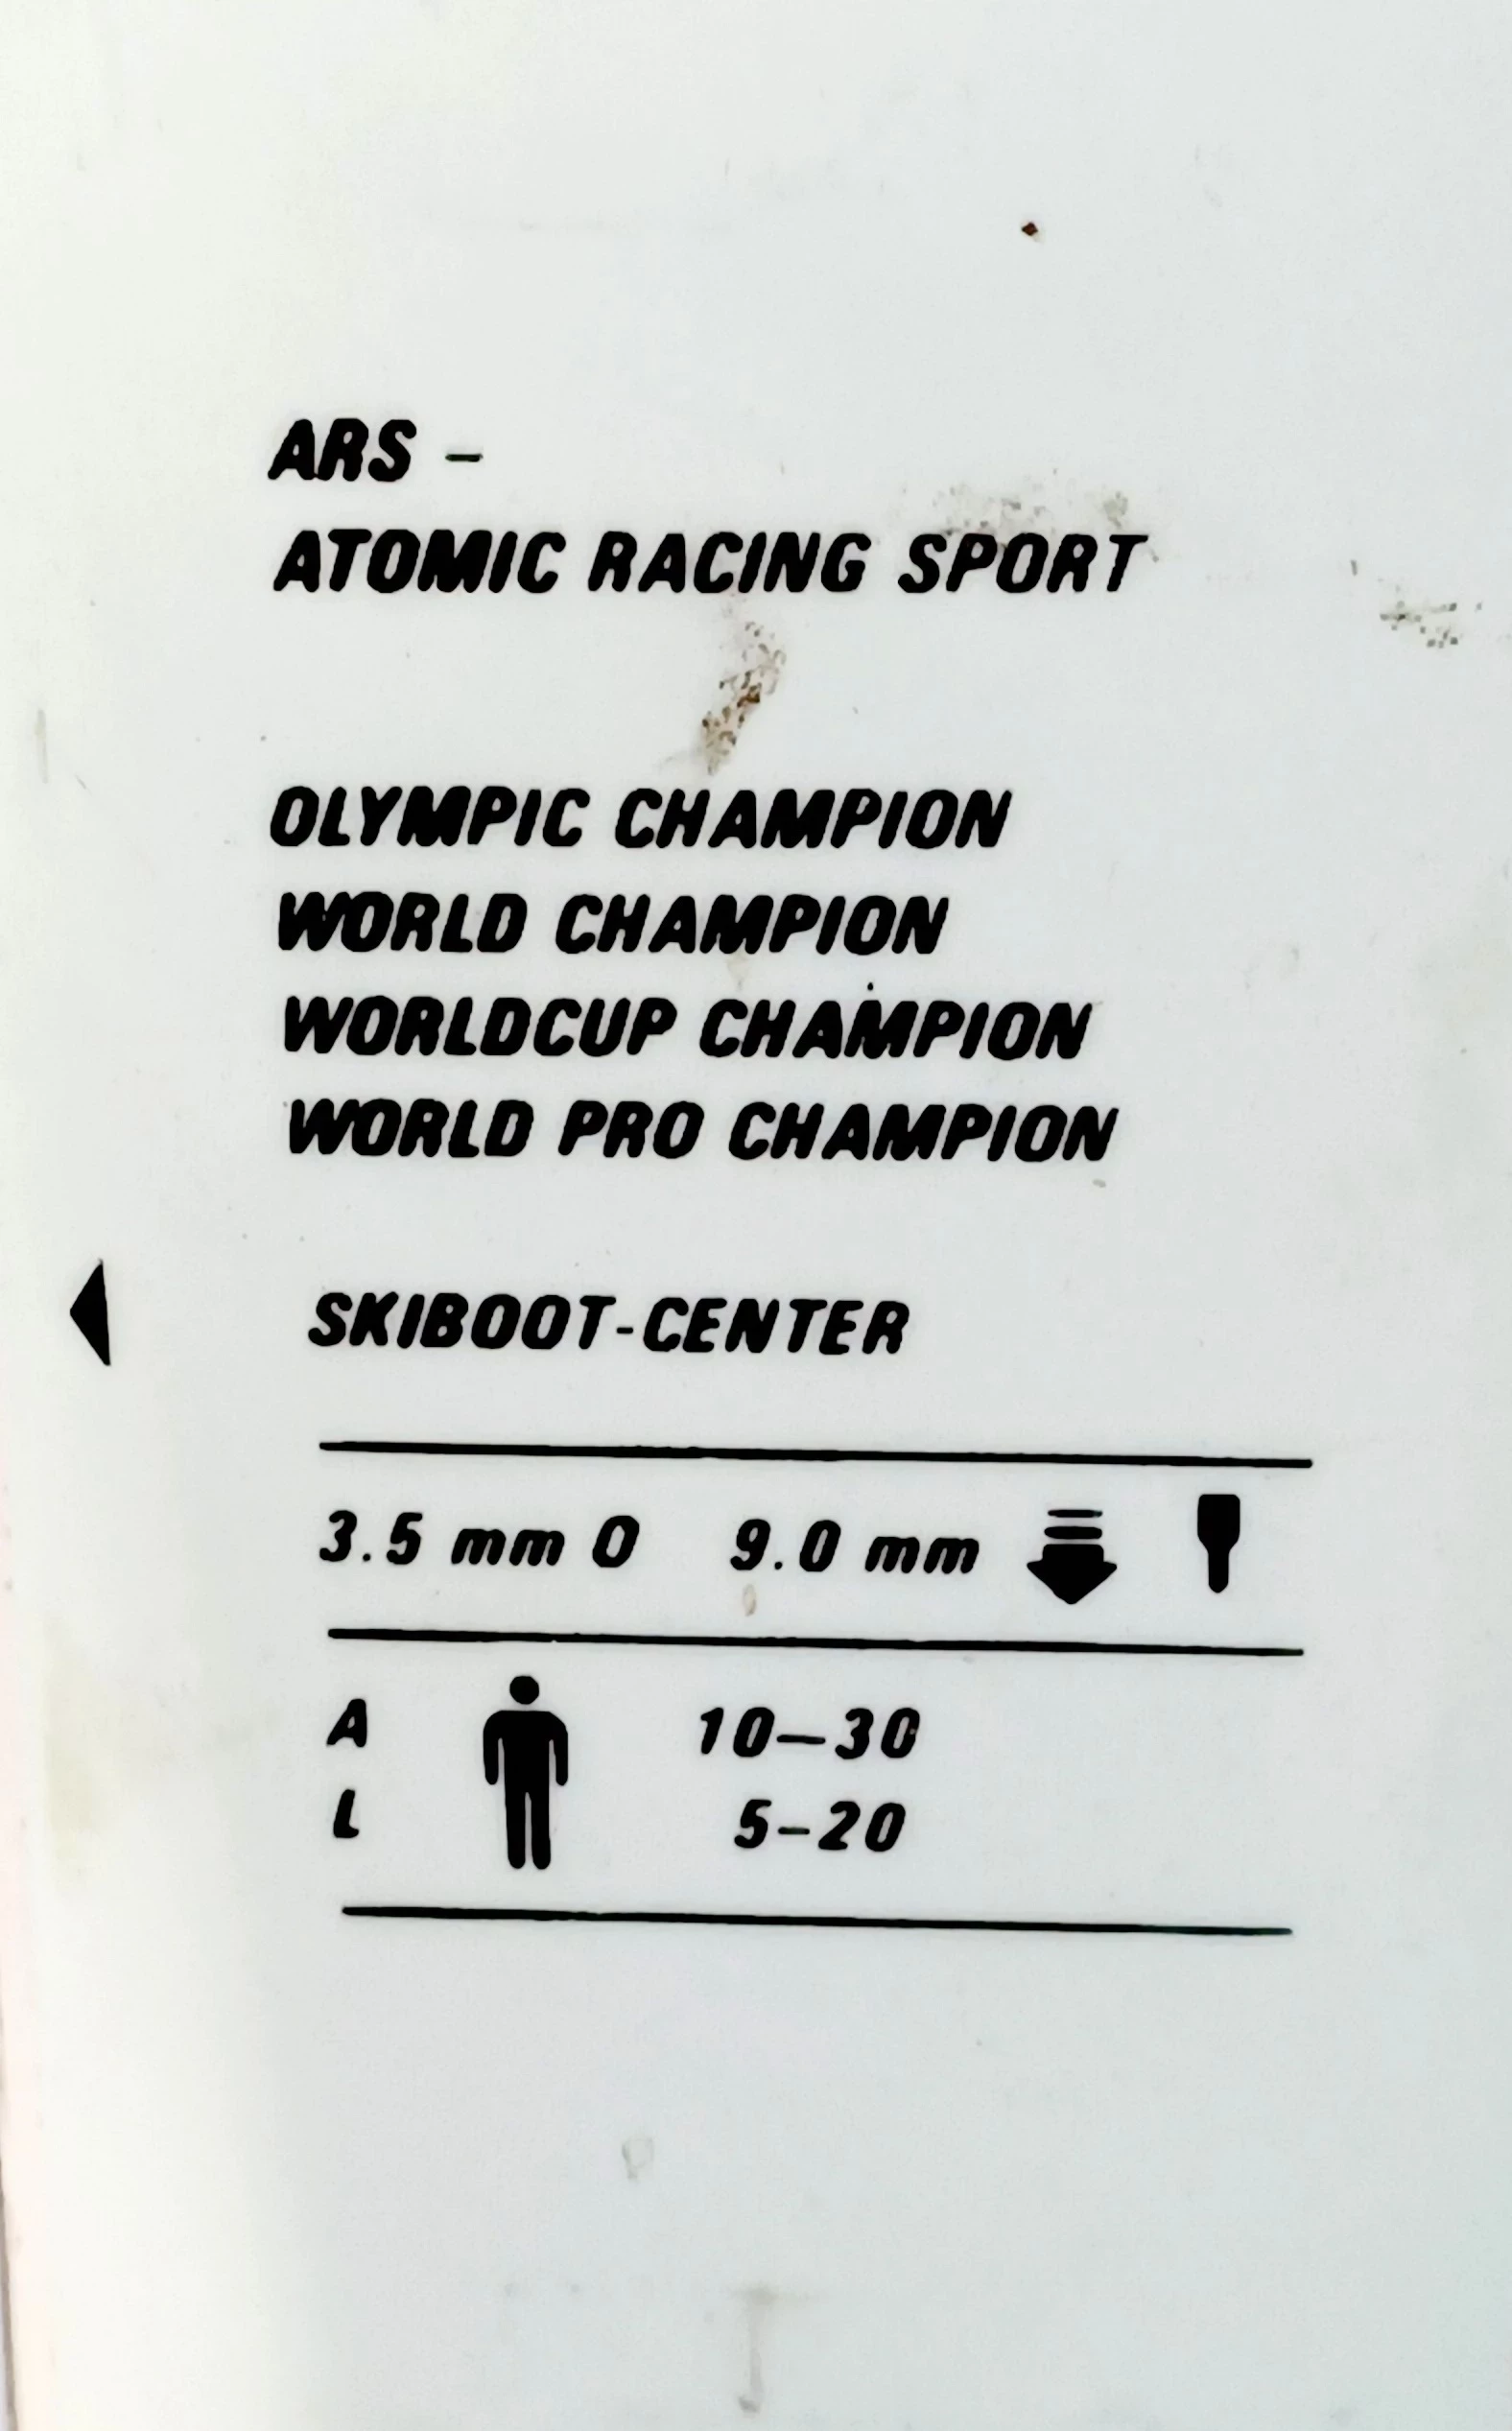 ARS -
ATOMIC RACING SPORT
OLYMPIC CHAMPION
WORLD CHAMPION
WORLDCUP CHAMPION
WORLD PRO CHAMPION
SKIBOOT-CENTER
3.5 mm O 9.0 mm
A 10-30
L 5-20